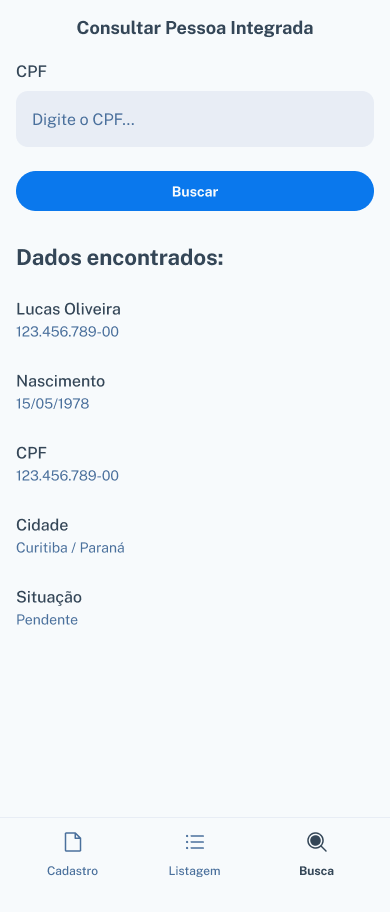 Consultar Pessoa Integrada
CPF
Digite o CPF...
Buscar
Dados encontrados:
Lucas Oliveira
123.456.789-00
Nascimento
15/05/1978
CPF
123.456.789-00
Cidade
Curitiba / Paraná
Situação
Pendente
Cadastro
Listagem
Busca